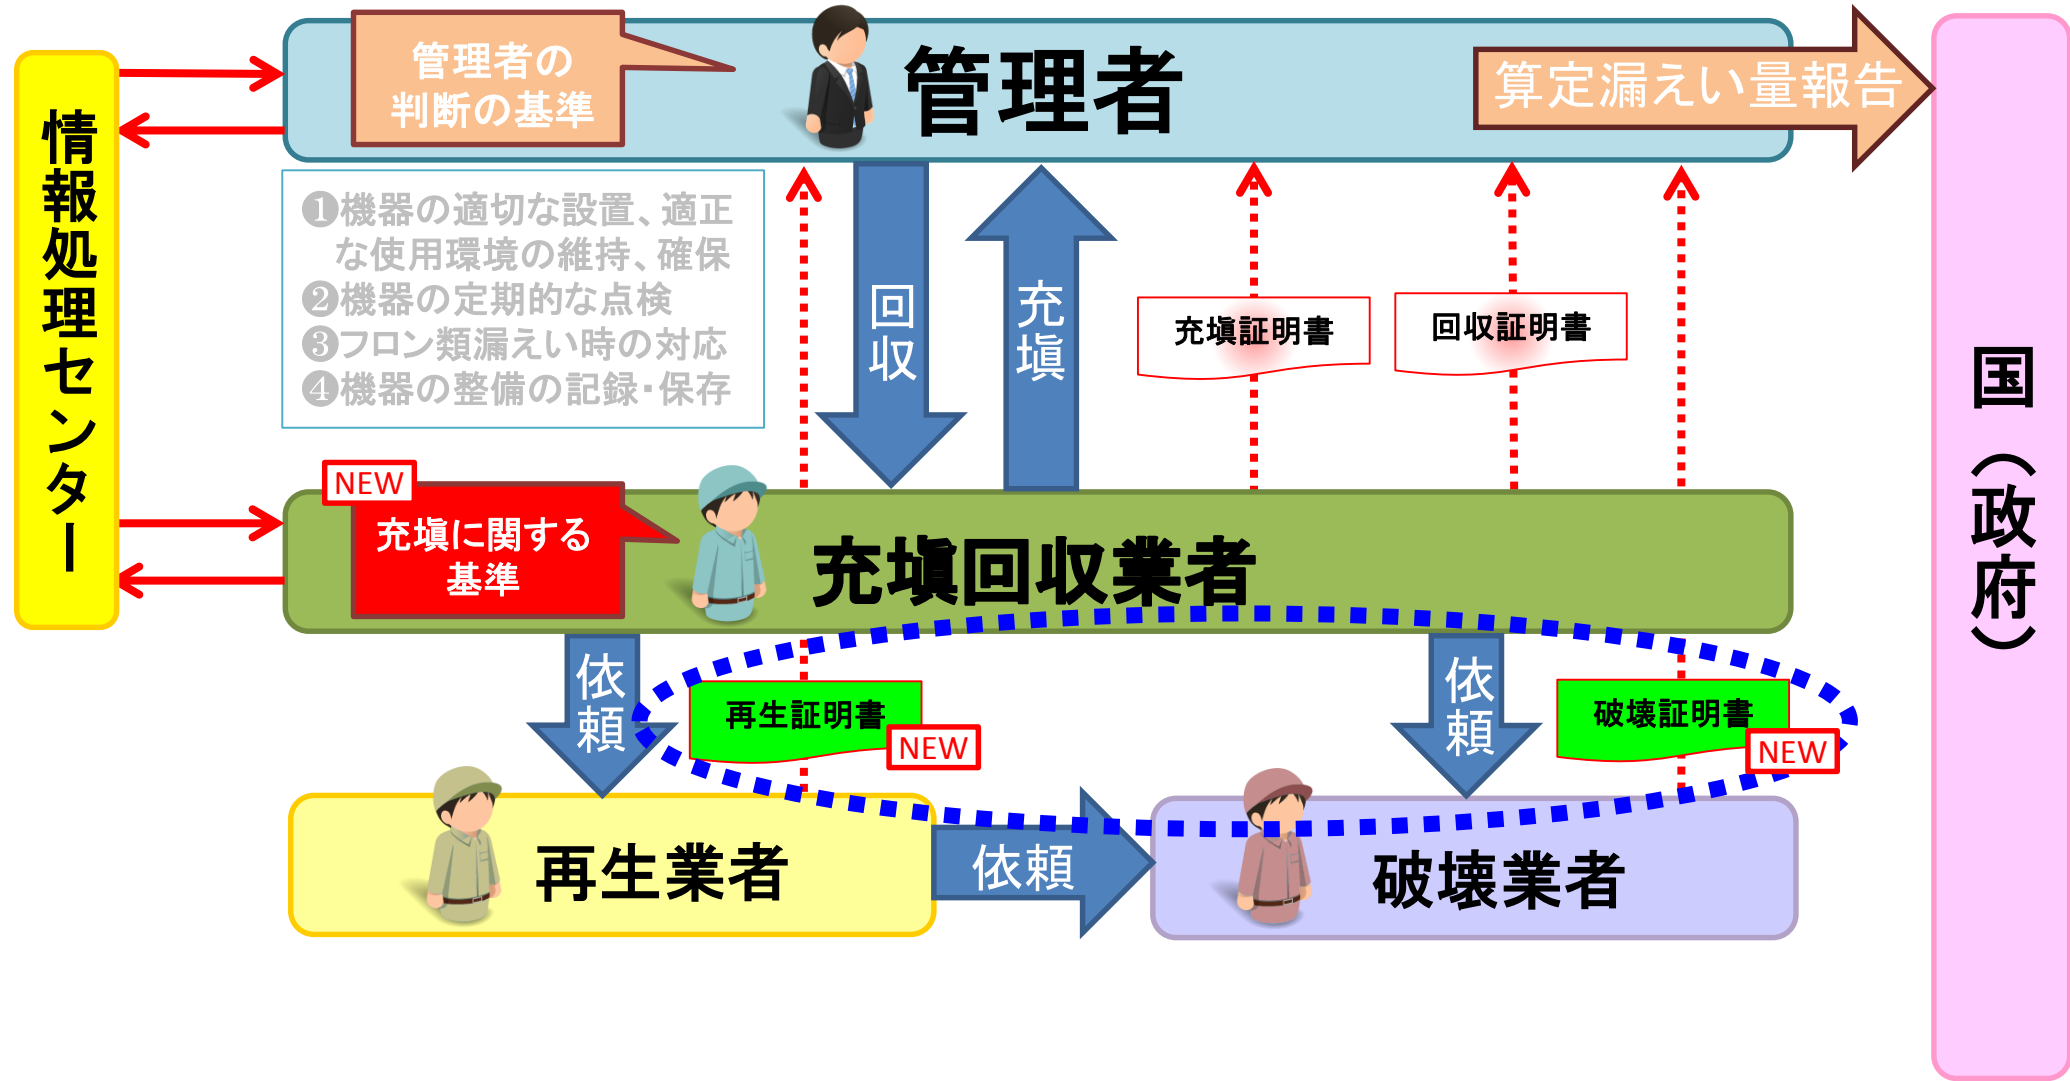 管理者の
判断の基準
管理者
算定漏えい量報告
情報処理センター
❶機器の適切な設置、適正
な使用環境の維持、確保
❷機器の定期的な点検
❸フロン類漏えい時の対応
❹機器の整備の記録・保存
回収
充塡
充塡証明書
回収証明書
国（政府）
NEW
充塡に関する
基準
充塡回収業者
依頼
再生証明書
NEW
依頼
破壊証明書
NEW
再生業者
依頼
破壊業者